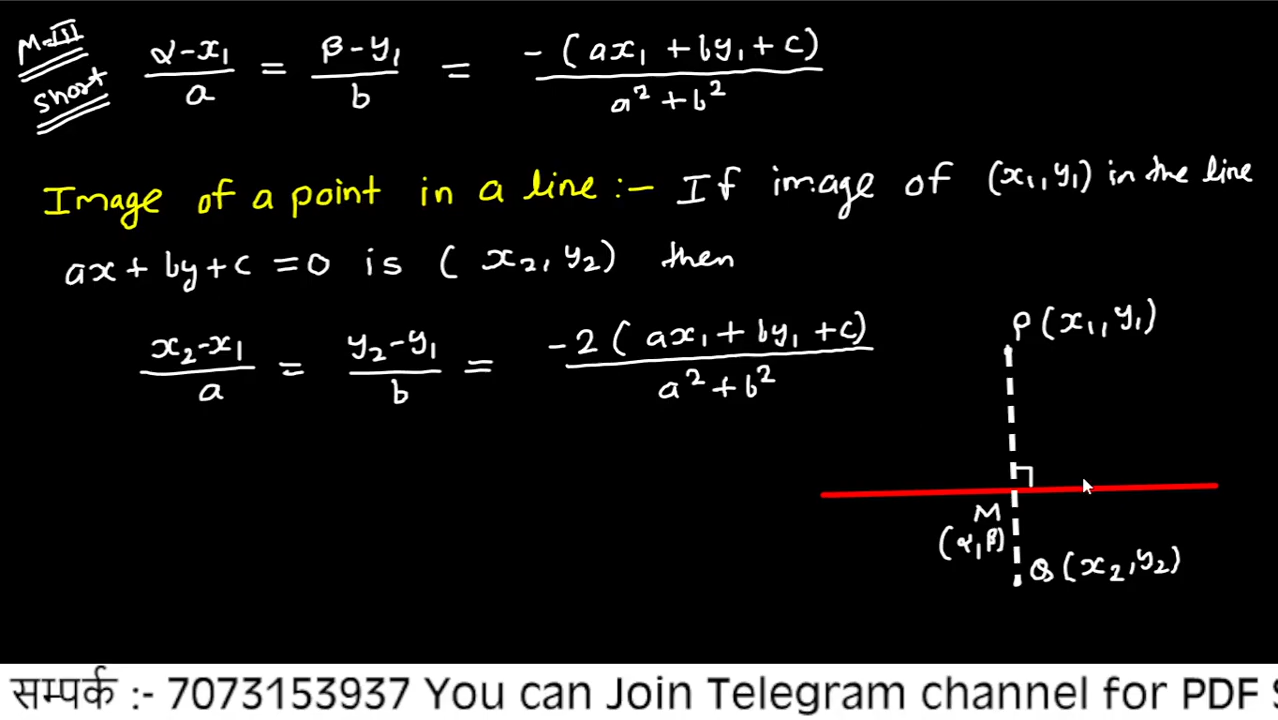 M-III
Short
α-x₁/a = β-y₁/b = -(ax₁+by₁+c)/a²+b²
Image of a point in a line :- If image of (x₁,y₁) in the line
ax+by+c=0 is (x₂,y₂) then
x₂-x₁/a = y₂-y₁/b = -2(ax₁+by₁+c)/a²+b²
P(x₁,y₁)
M
(α,β)
Q(x₂,y₂)
सम्पर्क :- 7073153937 You can Join Telegram channel for PDF